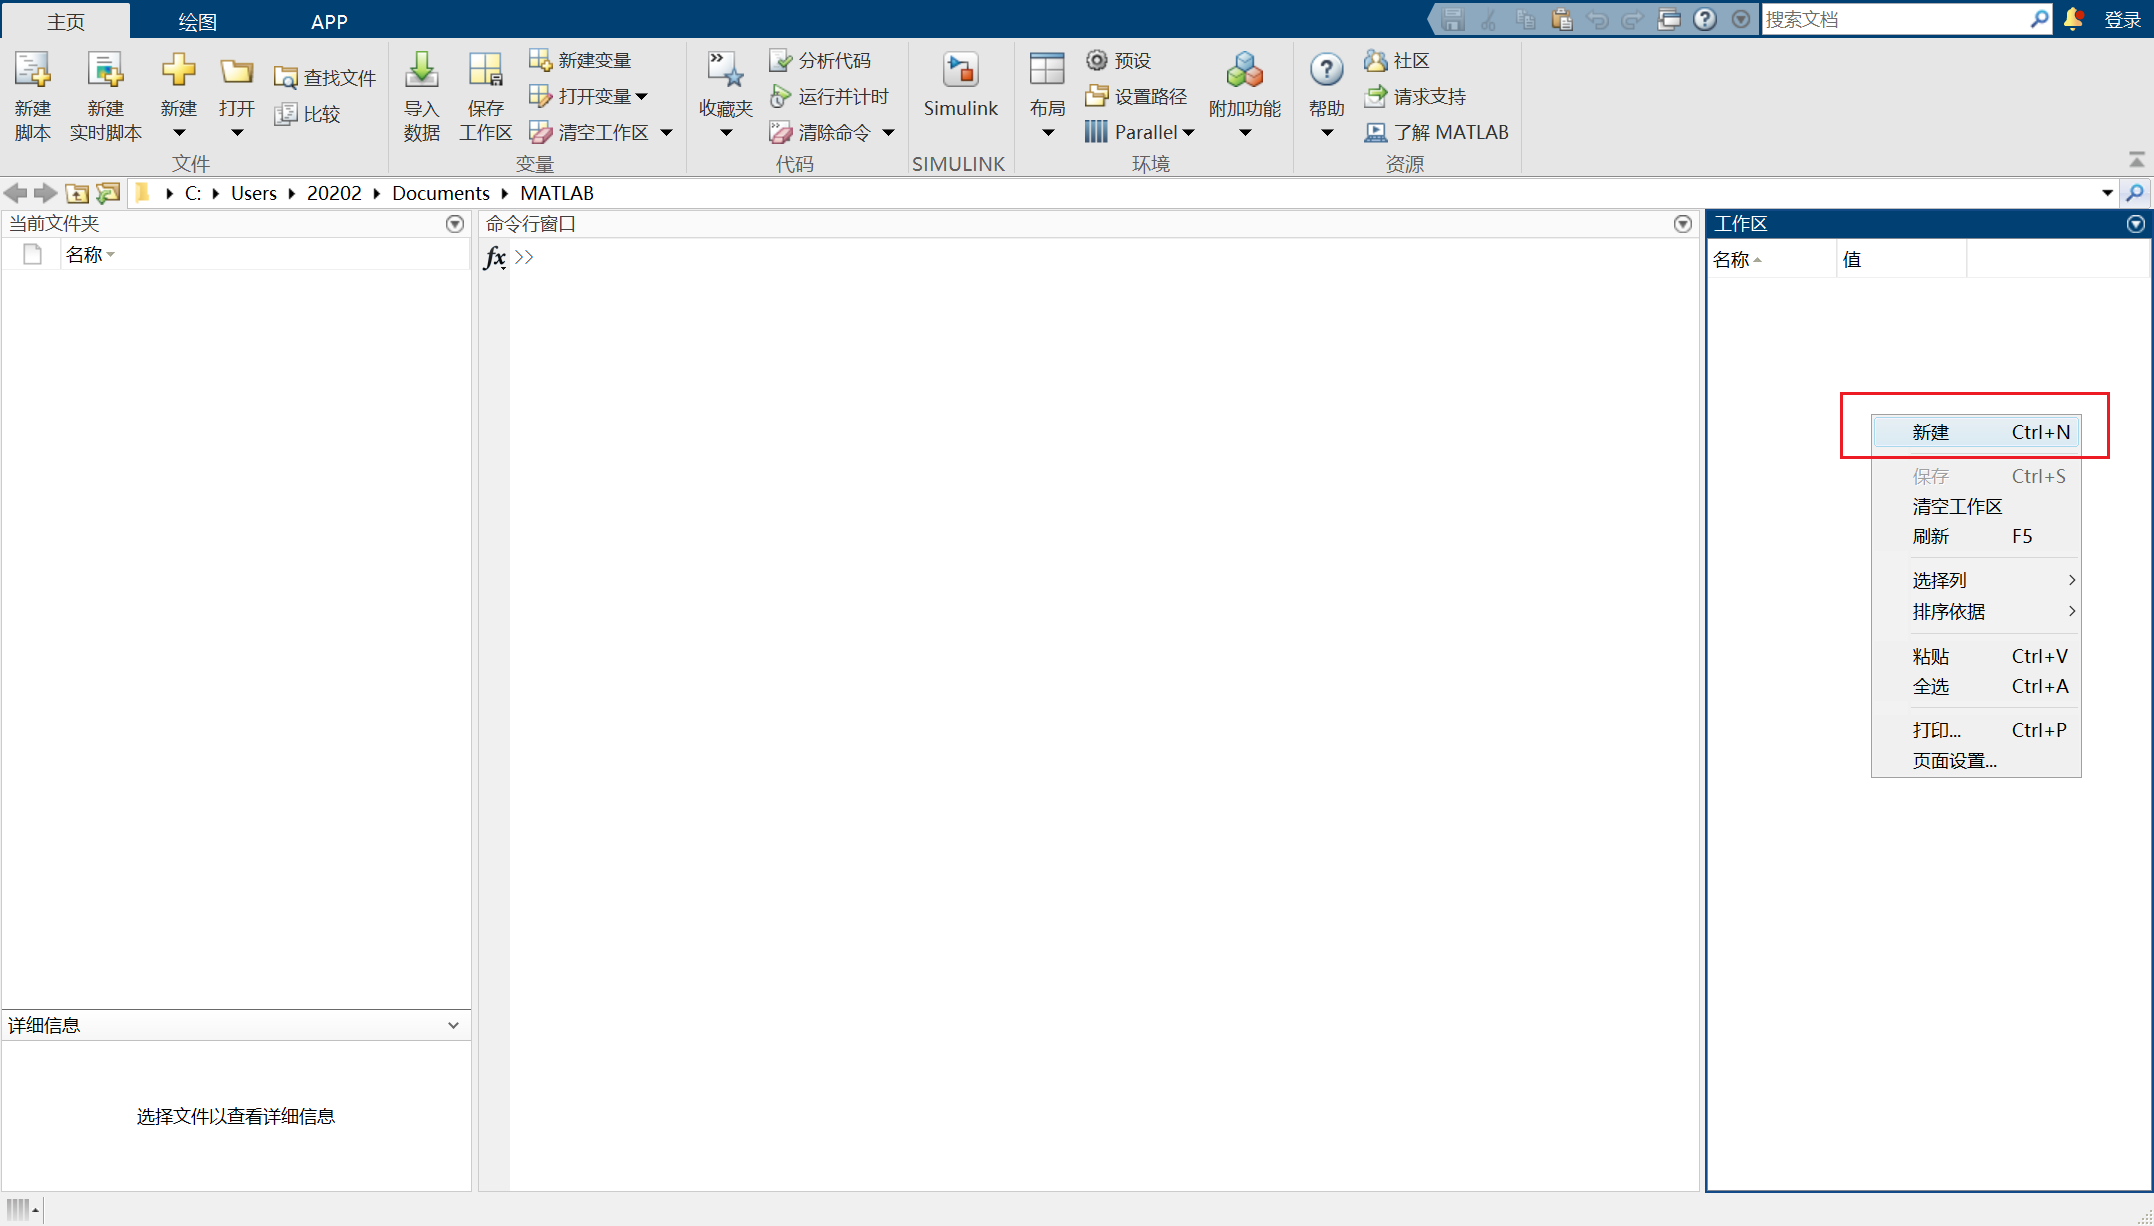 主页 绘图 APP 搜索文档 登录
新建脚本 新建实时脚本 新建 打开 查找文件 比较
文件
导入数据 保存工作区 新建变量 打开变量 清空工作区
变量
收藏夹 分析代码 运行并计时 清除命令
代码
Simulink
SIMULINK
布局 预设 设置路径 Parallel 附加功能
环境
帮助 社区 请求支持 了解 MATLAB
资源
C: Users 20202 Documents MATLAB
当前文件夹
名称
详细信息
选择文件以查看详细信息
命令行窗口
fx >>
工作区
名称 值
新建 Ctrl+N
保存 Ctrl+S
清空工作区
刷新 F5
选择列
排序依据
粘贴 Ctrl+V
全选 Ctrl+A
打印... Ctrl+P
页面设置...